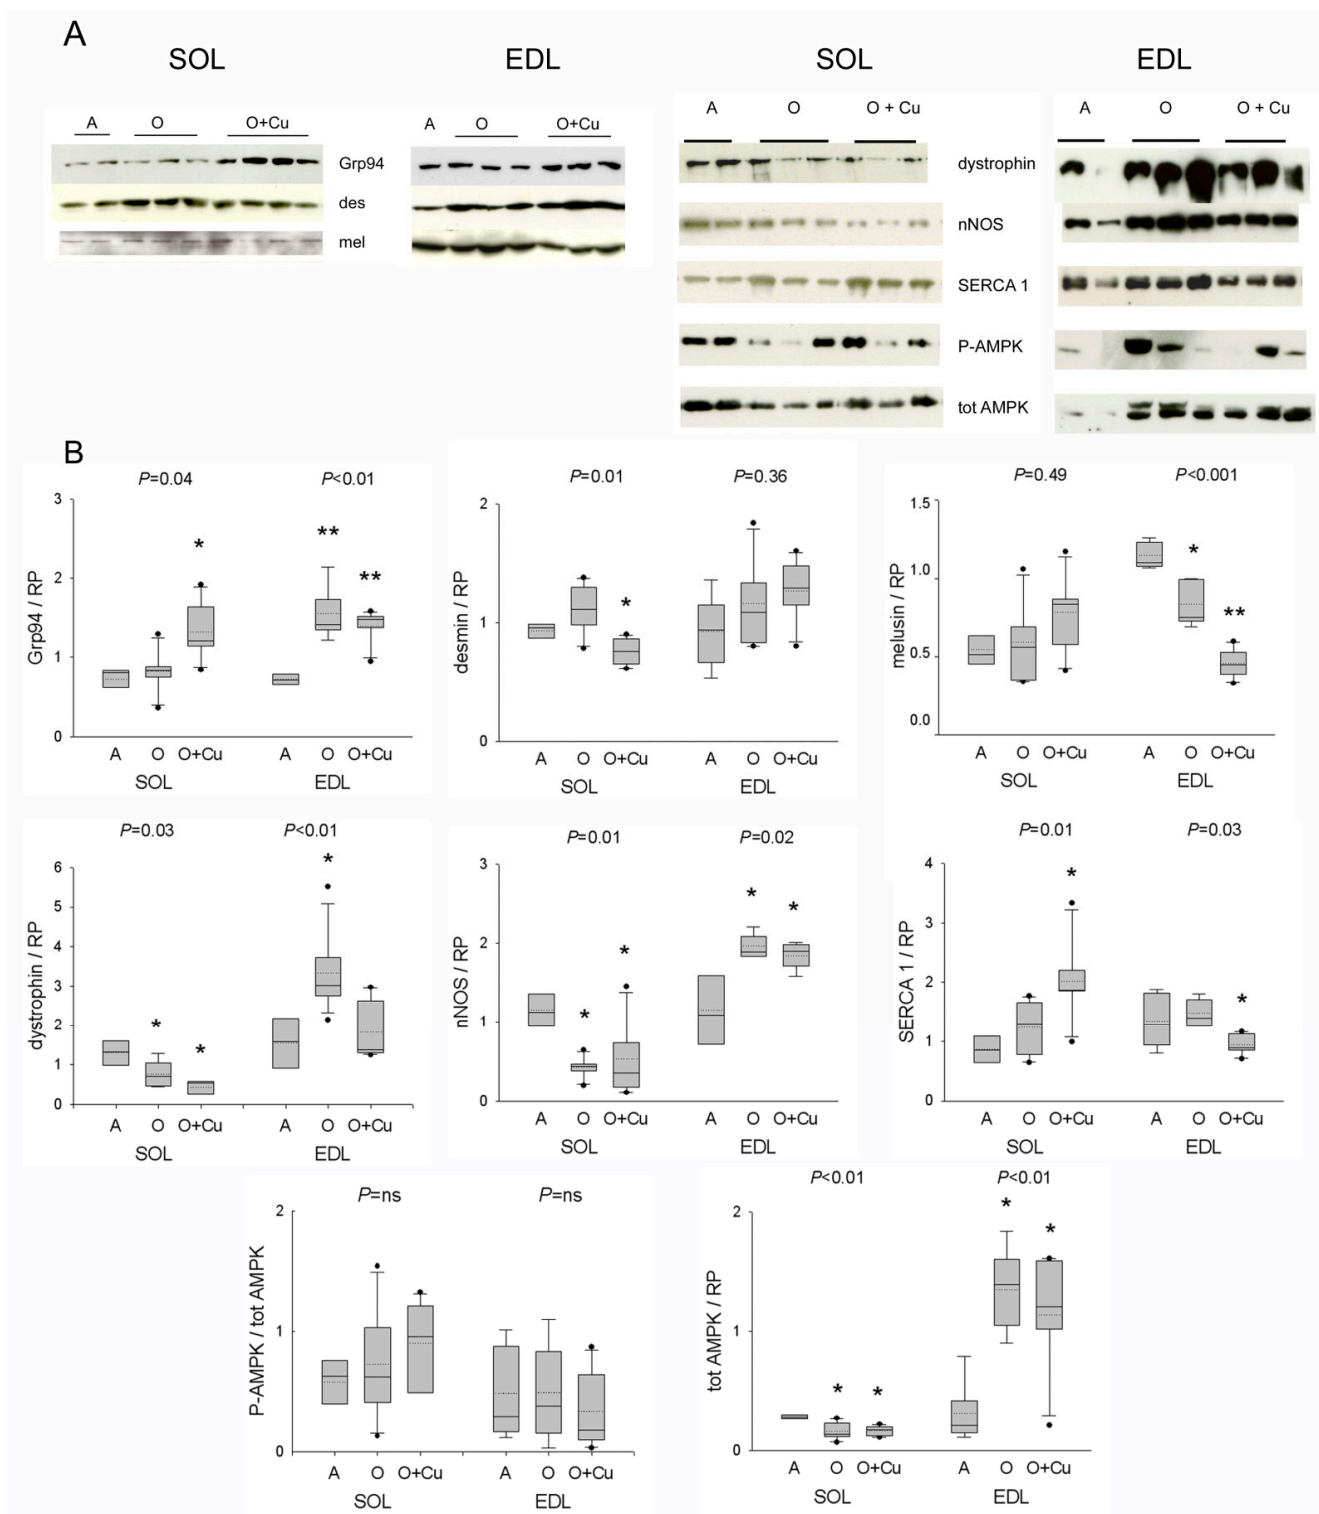 A
SOL EDL SOL EDL
A O O+Cu A O O+Cu A O O + Cu A O O + Cu
Grp94 dystrophin
des nNOS
mel SERCA 1
P-AMPK
tot AMPK
B
P=0.04 P<0.01
3
2
1
0
Grp94 / RP
* ** **
A O O+Cu A O O+Cu
SOL EDL
P=0.01 P=0.36
2
1
0
desmin / RP
*
A O O+Cu A O O+Cu
SOL EDL
P=0.49 P<0.001
1.5
1.0
0.5
0.0
melusin / RP
* **
A O O+Cu A O O+Cu
SOL EDL
P=0.03 P<0.01
6
5
4
3
2
1
0
dystrophin / RP
* * *
A O O+Cu A O O+Cu
SOL EDL
P=0.01 P=0.02
3
2
1
0
nNOS / RP
* * * *
A O O+Cu A O O+Cu
SOL EDL
P=0.01 P=0.03
4
3
2
1
0
SERCA 1 / RP
* *
A O O+Cu A O O+Cu
SOL EDL
P=ns P=ns
2
1
0
P-AMPK / tot AMPK
A O O+Cu A O O+Cu
SOL EDL
P<0.01 P<0.01
2
1
0
tot AMPK / RP
* * * *
A O O+Cu A O O+Cu
SOL EDL